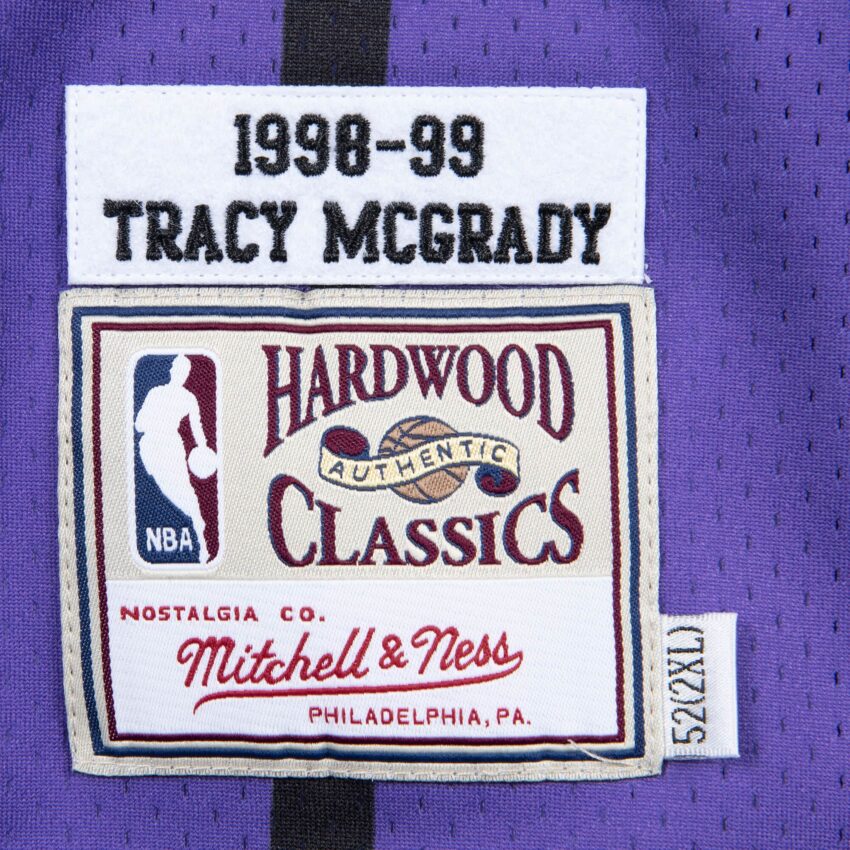 1998-99
TRACY MCGRADY
HARDWOOD
AUTHENTIC
CLASSICS
NBA
NOSTALGIA CO.
Mitchell & Ness
PHILADELPHIA, PA.
52(2XL)